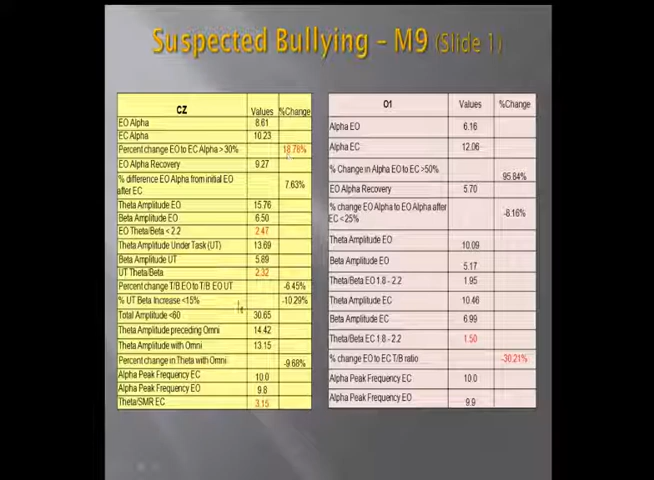 Suspected Bullying – M9 (Slide 1)
CZ Values %Change
EO Alpha 8.61
EC Alpha 10.23
Percent change EO to EC Alpha > 30% 18.76%
EO Alpha Recovery 9.27
% difference EO Alpha from initial EO after EC 7.63%
Theta Amplitude EO 15.76
Beta Amplitude EO 6.50
EO Theta/Beta < 2.2 2.47
Theta Amplitude Under Task (UT) 13.69
Beta Amplitude UT 5.89
UT Theta/Beta 2.32
Percent change T/B EO to T/B EO UT -6.45%
% UT Beta Increase <15% -10.29%
Total Amplitude <60 30.65
Theta Amplitude preceding Omni 14.42
Theta Amplitude with Omni 13.15
Percent change in Theta with Omni -9.68%
Alpha Peak Frequency EC 10.0
Alpha Peak Frequency EO 9.8
Theta/SMR EC 3.15
O1 Values %Change
Alpha EO 6.16
Alpha EC 12.06
% Change in Alpha EO to EC >50% 95.84%
EO Alpha Recovery 5.70
% change EO Alpha to EO Alpha after EC < 25% -8.16%
Theta Amplitude EO 10.09
Beta Amplitude EO 5.17
Theta/Beta EO 1.8 - 2.2 1.95
Theta Amplitude EC 10.46
Beta Amplitude EC 6.99
Theta/Beta EC 1.8 - 2.2 1.50
% change EO to EC T/B ratio -30.21%
Alpha Peak Frequency EC 10.0
Alpha Peak Frequency EO 9.9